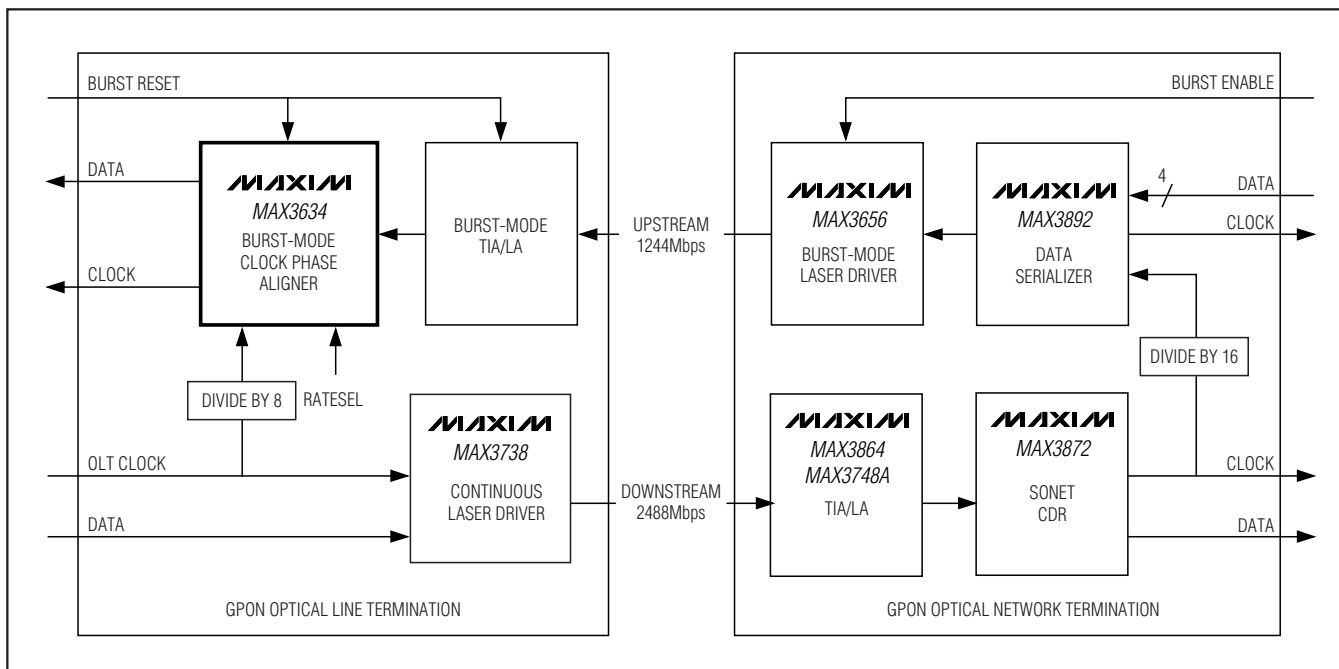 BURST RESET
DATA
CLOCK
MAXIM
MAX3634
BURST-MODE
CLOCK PHASE
ALIGNER
BURST-MODE
TIA/LA
DIVIDE BY 8
RATESEL
OLT CLOCK
DATA
MAXIM
MAX3738
CONTINUOUS
LASER DRIVER
GPON OPTICAL LINE TERMINATION
UPSTREAM
1244Mbps
DOWNSTREAM
2488Mbps
BURST ENABLE
MAXIM
MAX3656
BURST-MODE
LASER DRIVER
MAXIM
MAX3892
DATA
SERIALIZER
4
DATA
CLOCK
DIVIDE BY 16
MAXIM
MAX3864
MAX3748A
TIA/LA
MAXIM
MAX3872
SONET
CDR
CLOCK
DATA
GPON OPTICAL NETWORK TERMINATION